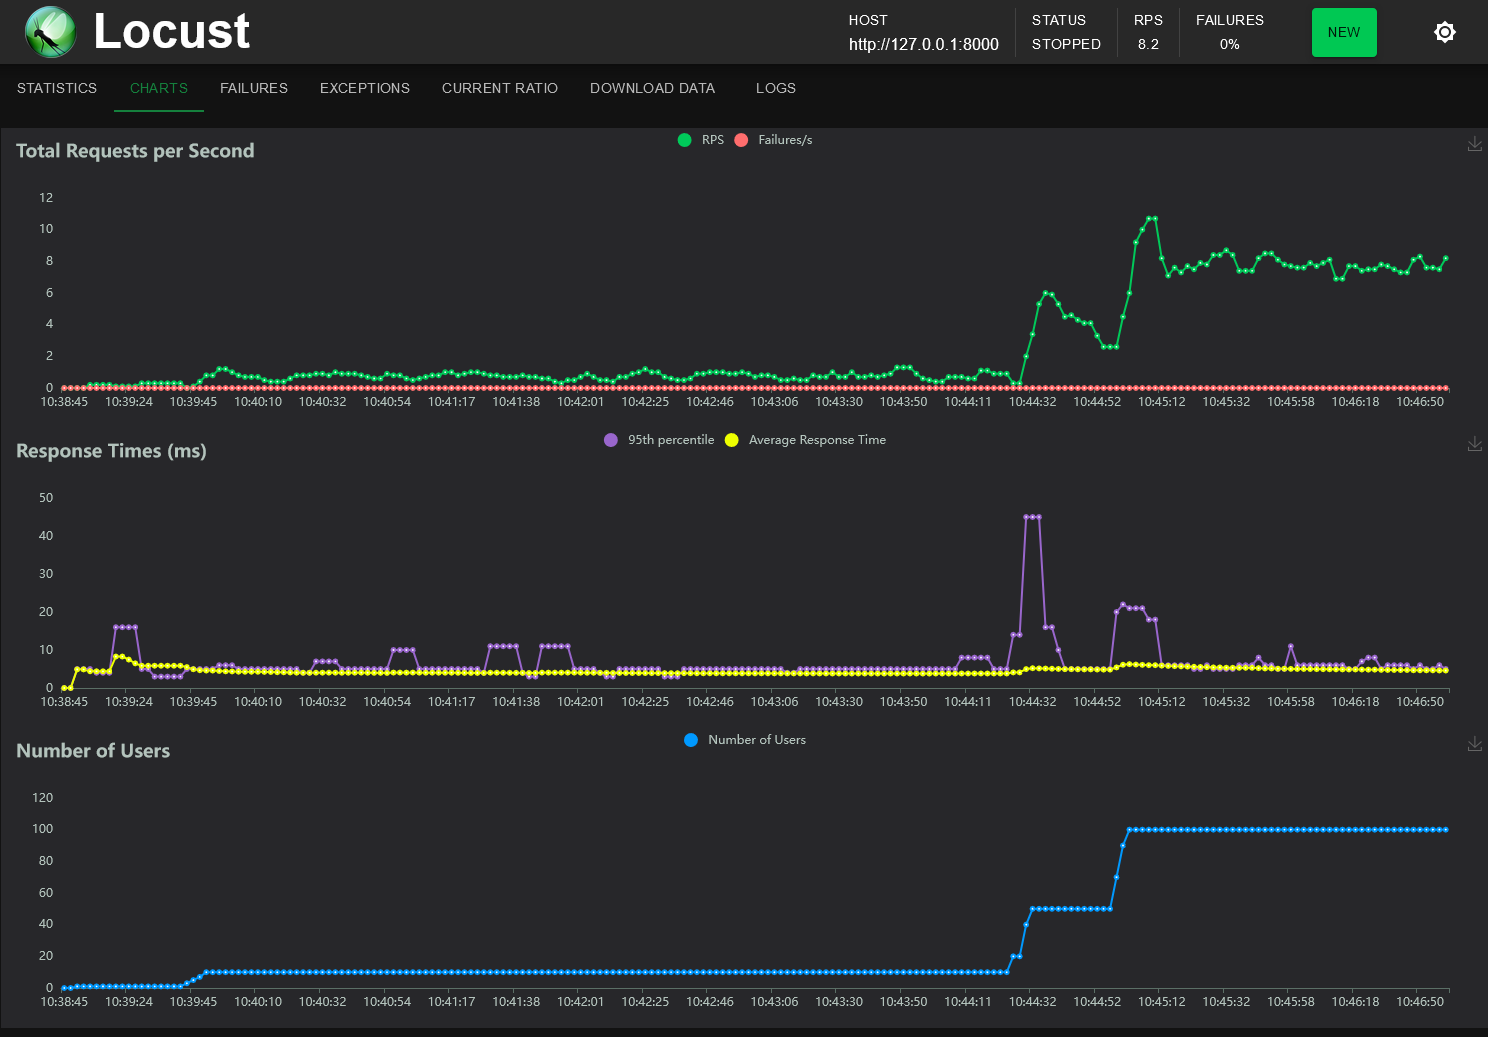 Locust
HOST
http://127.0.0.1:8000
STATUS
STOPPED
RPS
8.2
FAILURES
0%
NEW
STATISTICS CHARTS FAILURES EXCEPTIONS CURRENT RATIO DOWNLOAD DATA LOGS
Total Requests per Second
RPS Failures/s
12
10
8
6
4
2
0
10:38:45 10:39:24 10:39:45 10:40:10 10:40:32 10:40:54 10:41:17 10:41:38 10:42:01 10:42:25 10:42:46 10:43:06 10:43:30 10:43:50 10:44:11 10:44:32 10:44:52 10:45:12 10:45:32 10:45:58 10:46:18 10:46:50
Response Times (ms)
95th percentile Average Response Time
50
40
30
20
10
0
10:38:45 10:39:24 10:39:45 10:40:10 10:40:32 10:40:54 10:41:17 10:41:38 10:42:01 10:42:25 10:42:46 10:43:06 10:43:30 10:43:50 10:44:11 10:44:32 10:44:52 10:45:12 10:45:32 10:45:58 10:46:18 10:46:50
Number of Users
Number of Users
120
100
80
60
40
20
0
10:38:45 10:39:24 10:39:45 10:40:10 10:40:32 10:40:54 10:41:17 10:41:38 10:42:01 10:42:25 10:42:46 10:43:06 10:43:30 10:43:50 10:44:11 10:44:32 10:44:52 10:45:12 10:45:32 10:45:58 10:46:18 10:46:50